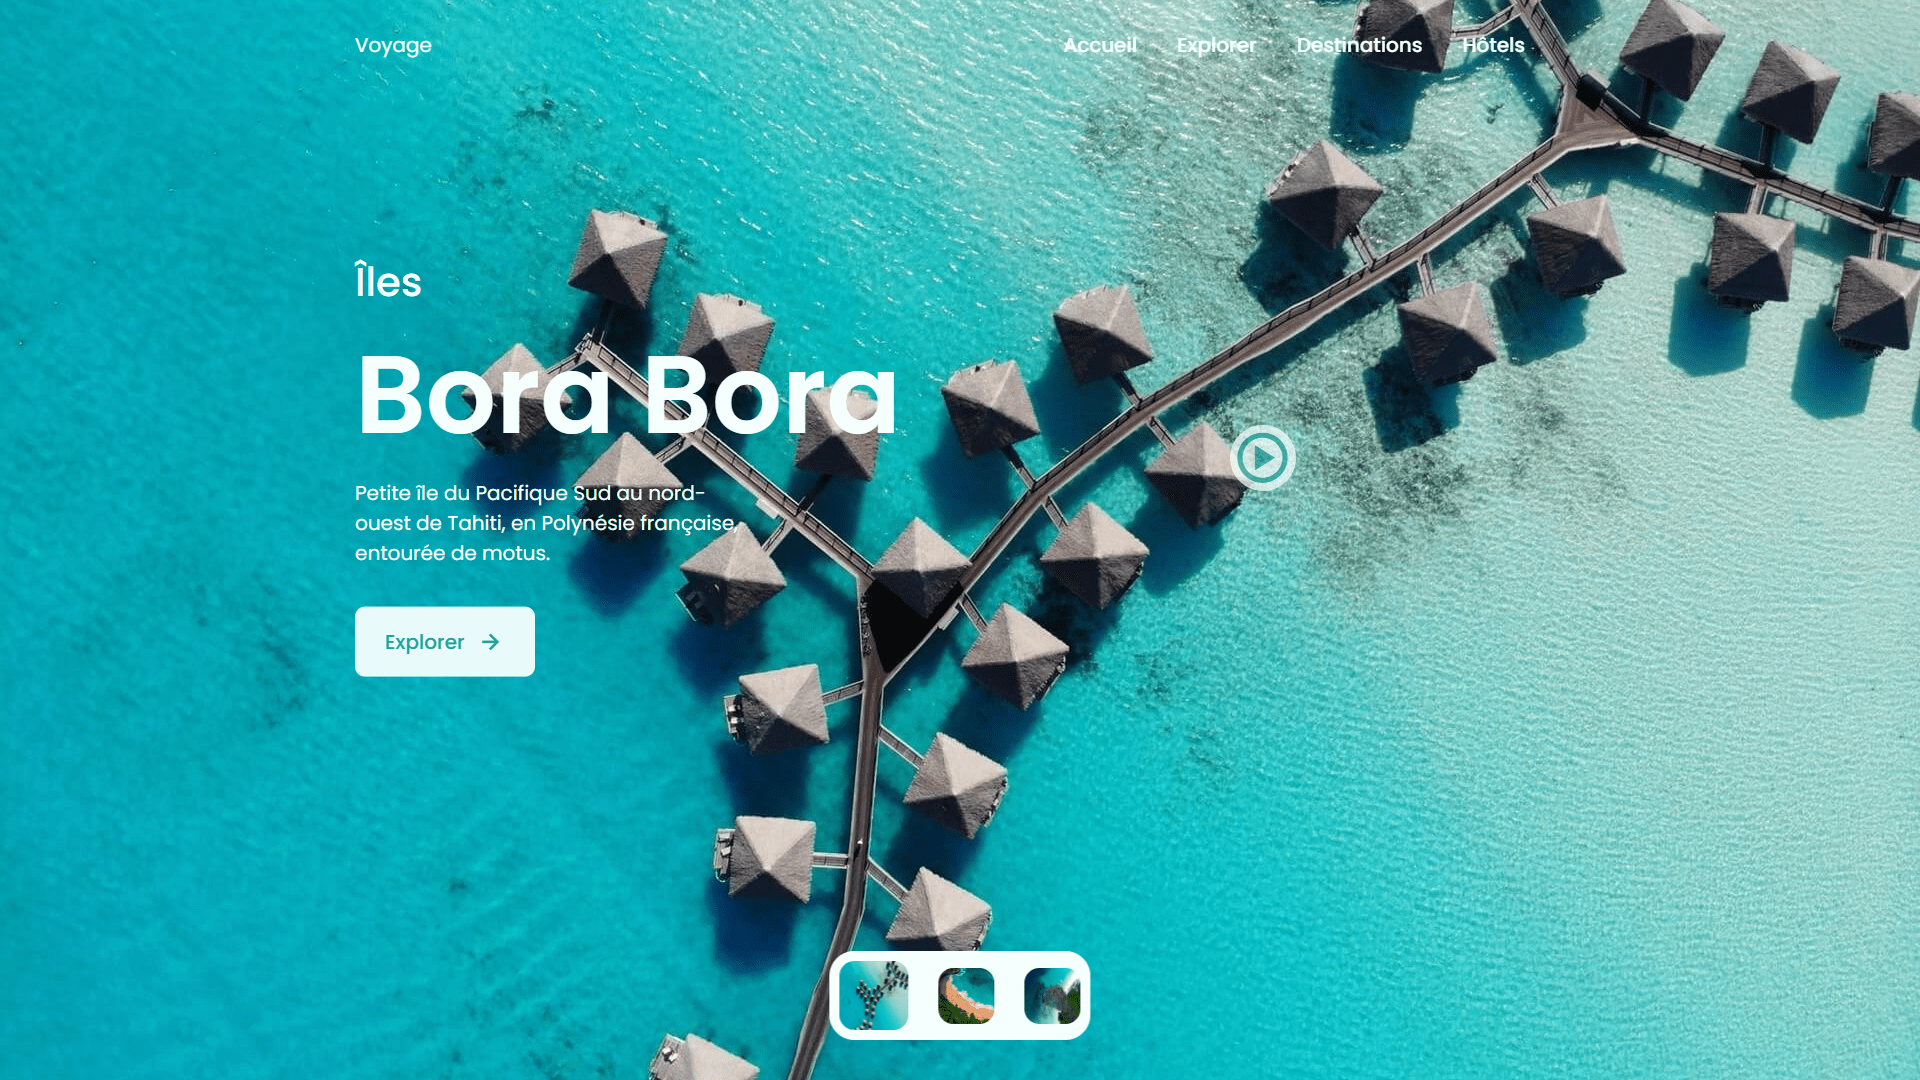 Voyage
Accueil Explorer Destinations Hôtels
Îles
Bora Bora
Petite île du Pacifique Sud au nord-
ouest de Tahiti, en Polynésie française,
entourée de motus.
Explorer